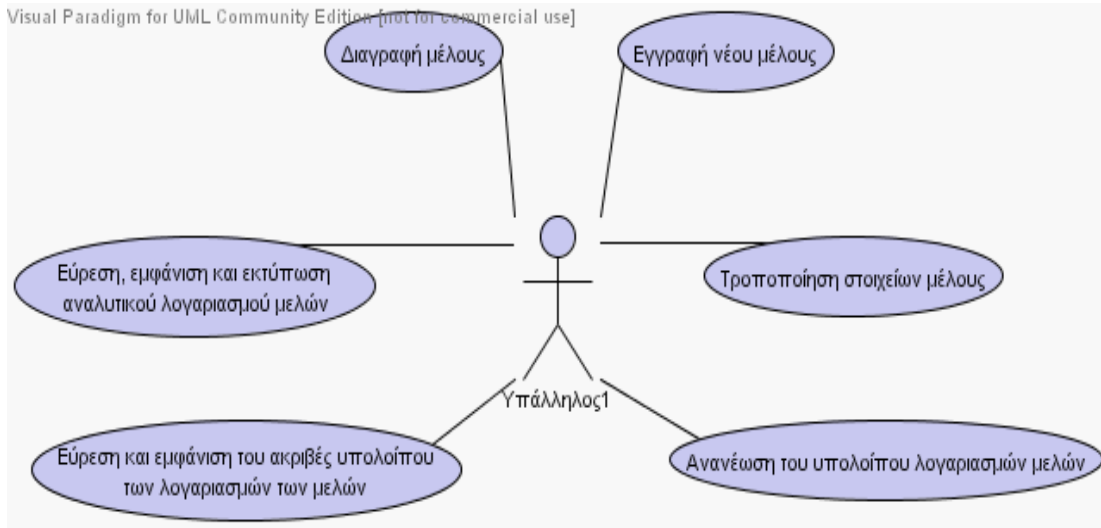 Visual Paradigm for UML Community Edition [not for commercial use]
Διαγραφή μέλους
Εγγραφή νέου μέλους
Εύρεση, εμφάνιση και εκτύπωση
αναλυτικού λογαριασμού μελών
Τροποποίηση στοιχείων μέλους
Υπάλληλος1
Εύρεση και εμφάνιση του ακριβές υπολοίπου
των λογαριασμών των μελών
Ανανέωση του υπολοίπου λογαριασμών μελών